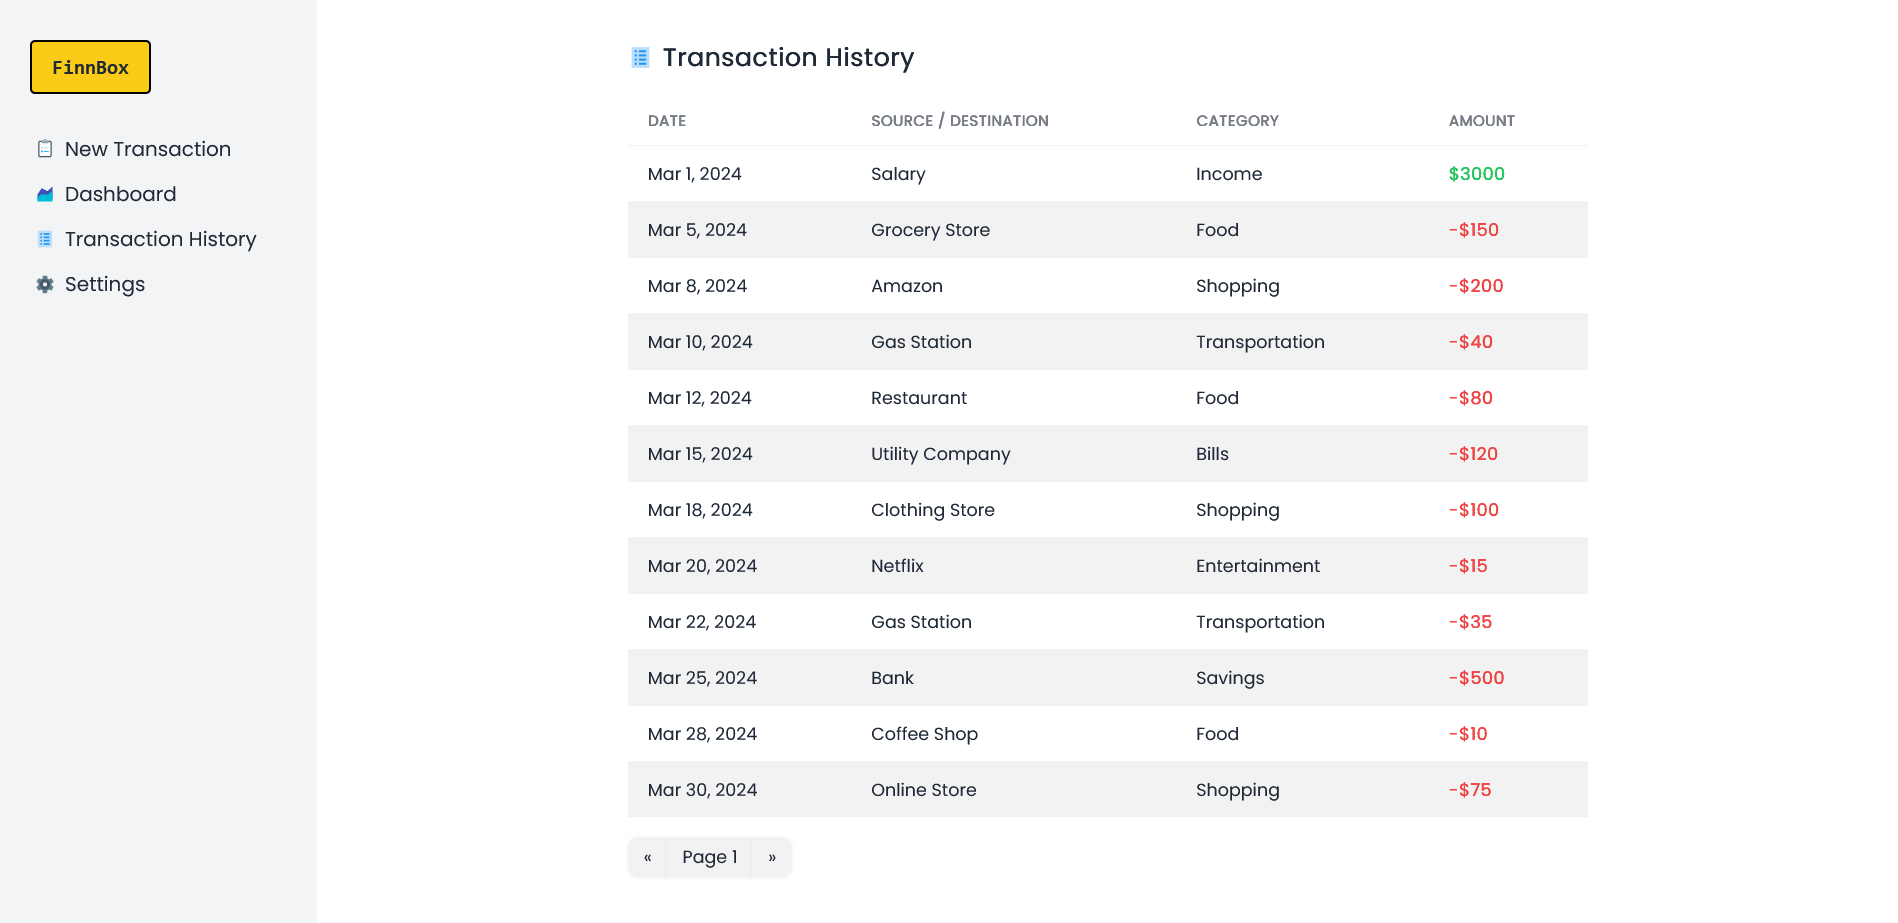 FinnBox
New Transaction
Dashboard
Transaction History
Settings
Transaction History
DATE SOURCE / DESTINATION CATEGORY AMOUNT
Mar 1, 2024 Salary Income $3000
Mar 5, 2024 Grocery Store Food -$150
Mar 8, 2024 Amazon Shopping -$200
Mar 10, 2024 Gas Station Transportation -$40
Mar 12, 2024 Restaurant Food -$80
Mar 15, 2024 Utility Company Bills -$120
Mar 18, 2024 Clothing Store Shopping -$100
Mar 20, 2024 Netflix Entertainment -$15
Mar 22, 2024 Gas Station Transportation -$35
Mar 25, 2024 Bank Savings -$500
Mar 28, 2024 Coffee Shop Food -$10
Mar 30, 2024 Online Store Shopping -$75
« Page 1 »